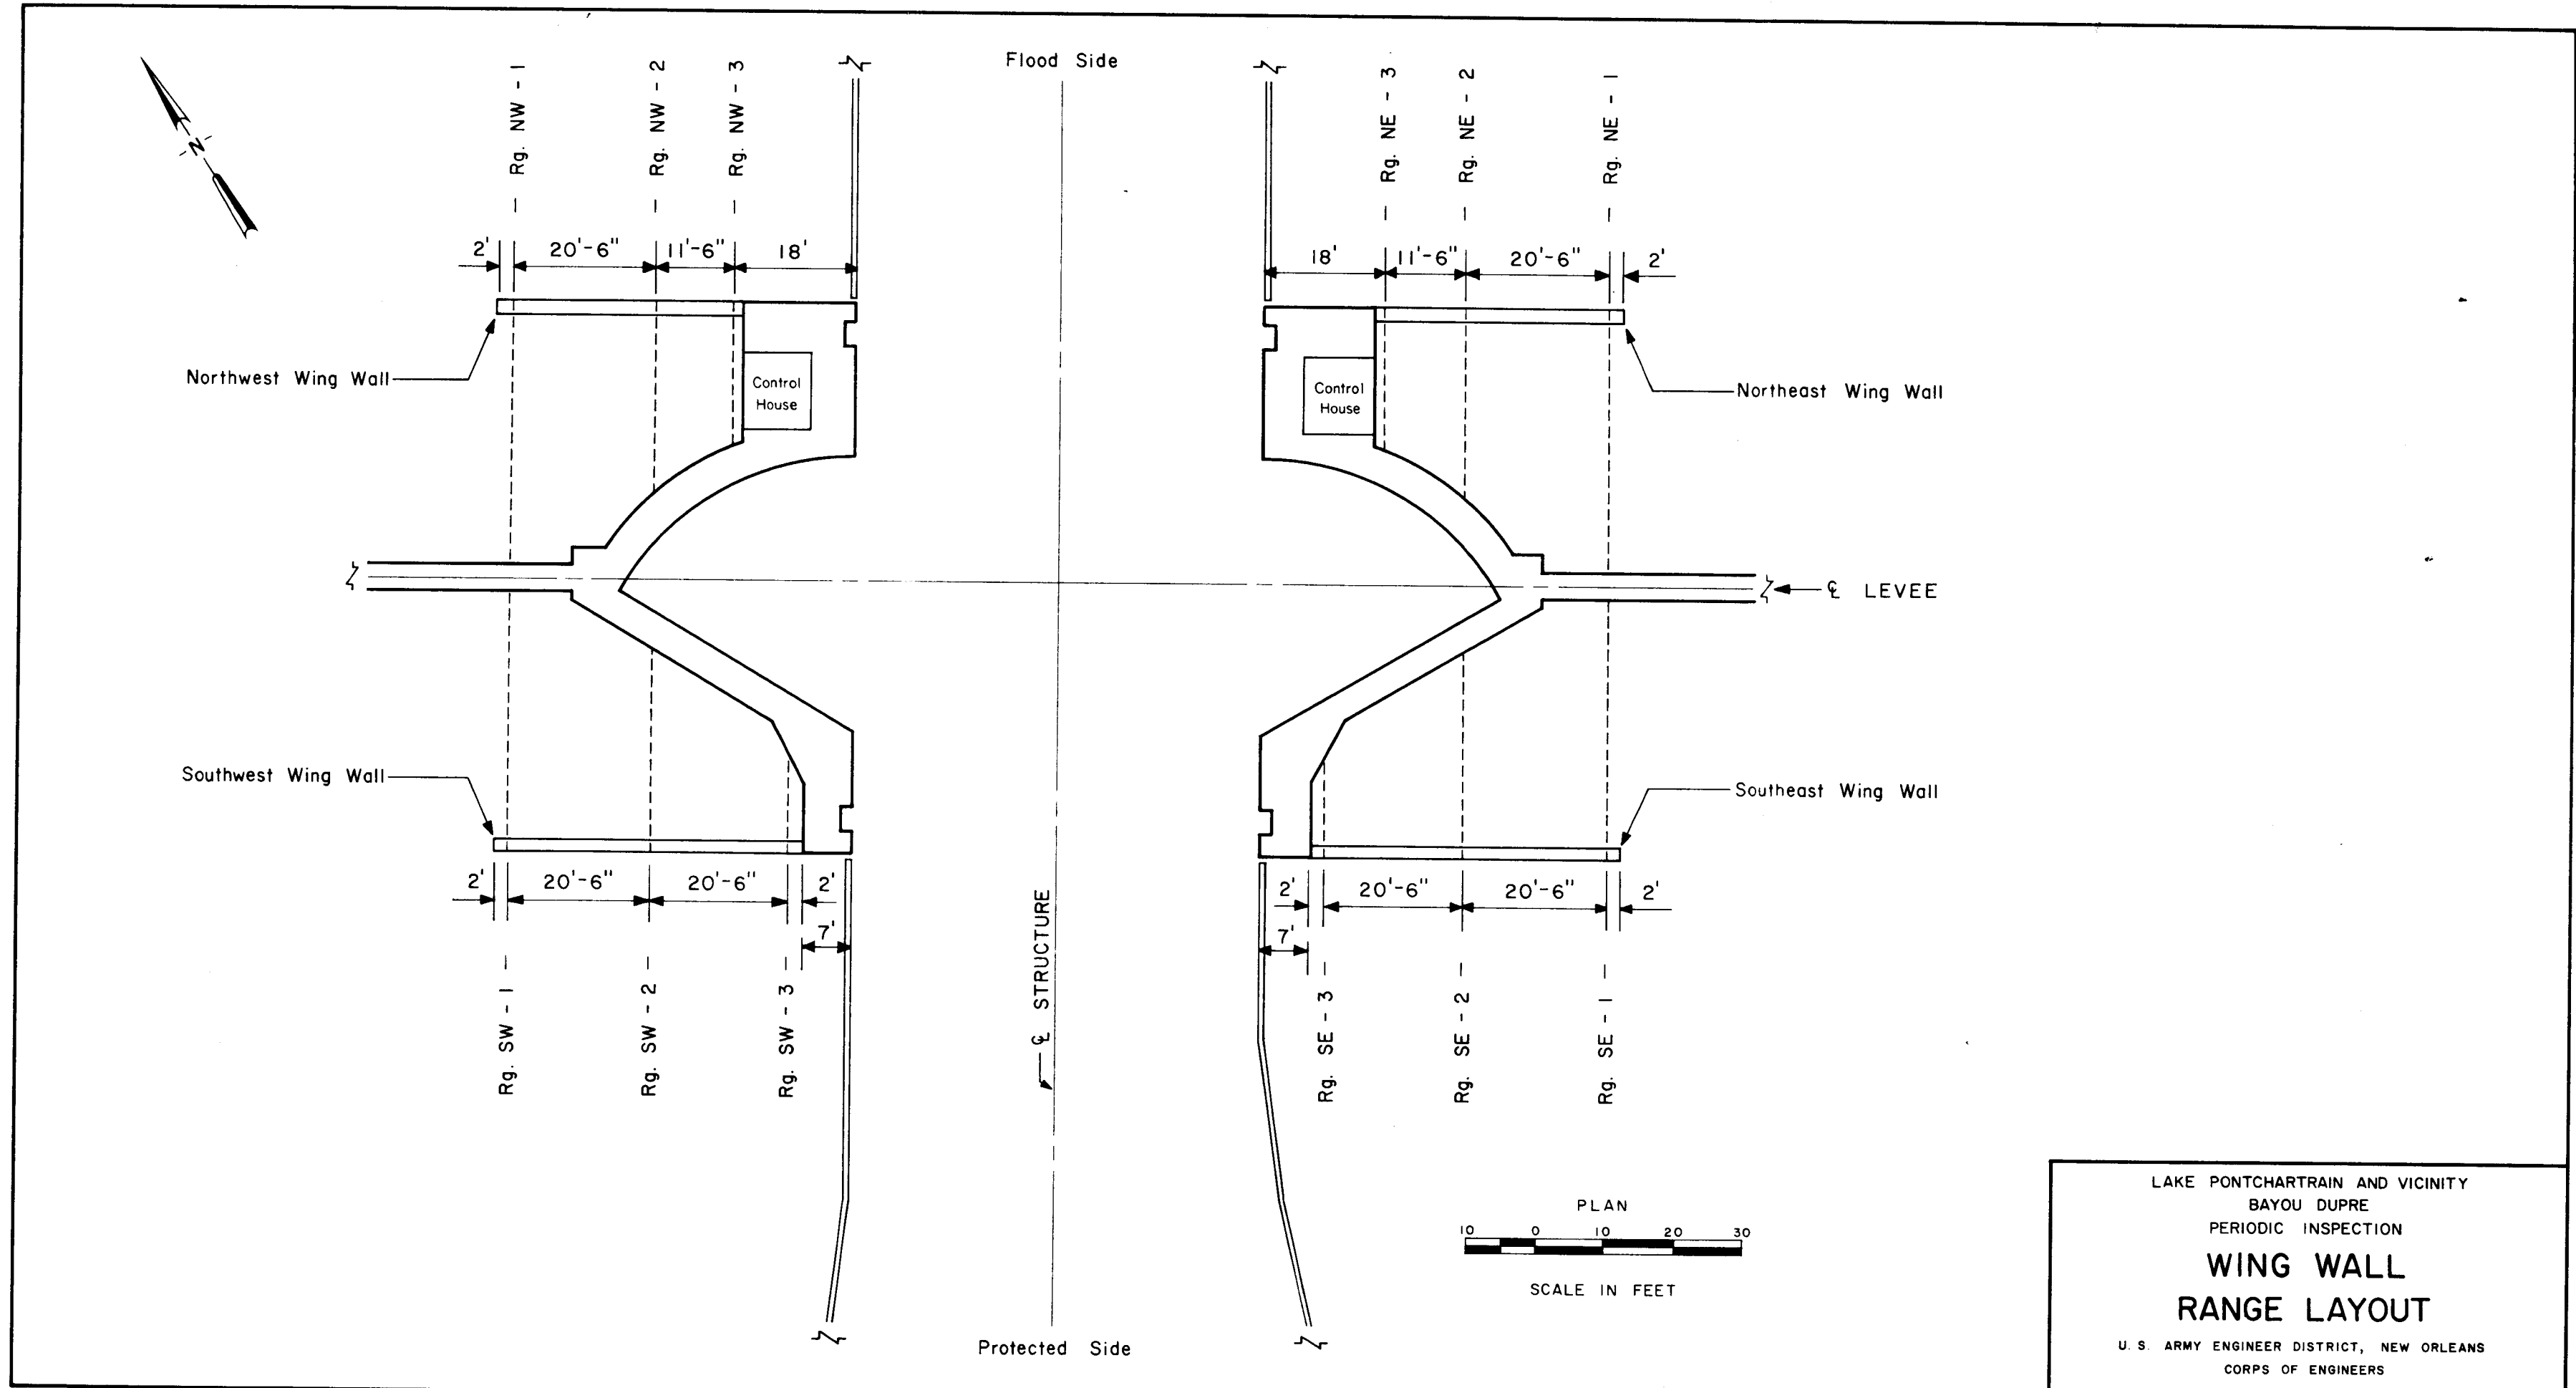 Flood Side
N
Rg. NW - 1
Rg. NW - 2
Rg. NW - 3
Rg. NE - 3
Rg. NE - 2
Rg. NE - 1
2' 20'-6" 11'-6" 18'
18' 11'-6" 20'-6" 2'
Northwest Wing Wall
Control
House
Control
House
Northeast Wing Wall
℄ LEVEE
Southwest Wing Wall
Southeast Wing Wall
2' 20'-6" 20'-6" 2'
7'
2' 20'-6" 20'-6" 2'
7'
℄ STRUCTURE
Rg. SW - 1
Rg. SW - 2
Rg. SW - 3
Rg. SE - 3
Rg. SE - 2
Rg. SE - 1
Protected Side
PLAN
10 0 10 20 30
SCALE IN FEET
LAKE PONTCHARTRAIN AND VICINITY
BAYOU DUPRE
PERIODIC INSPECTION
WING WALL
RANGE LAYOUT
U. S. ARMY ENGINEER DISTRICT, NEW ORLEANS
CORPS OF ENGINEERS